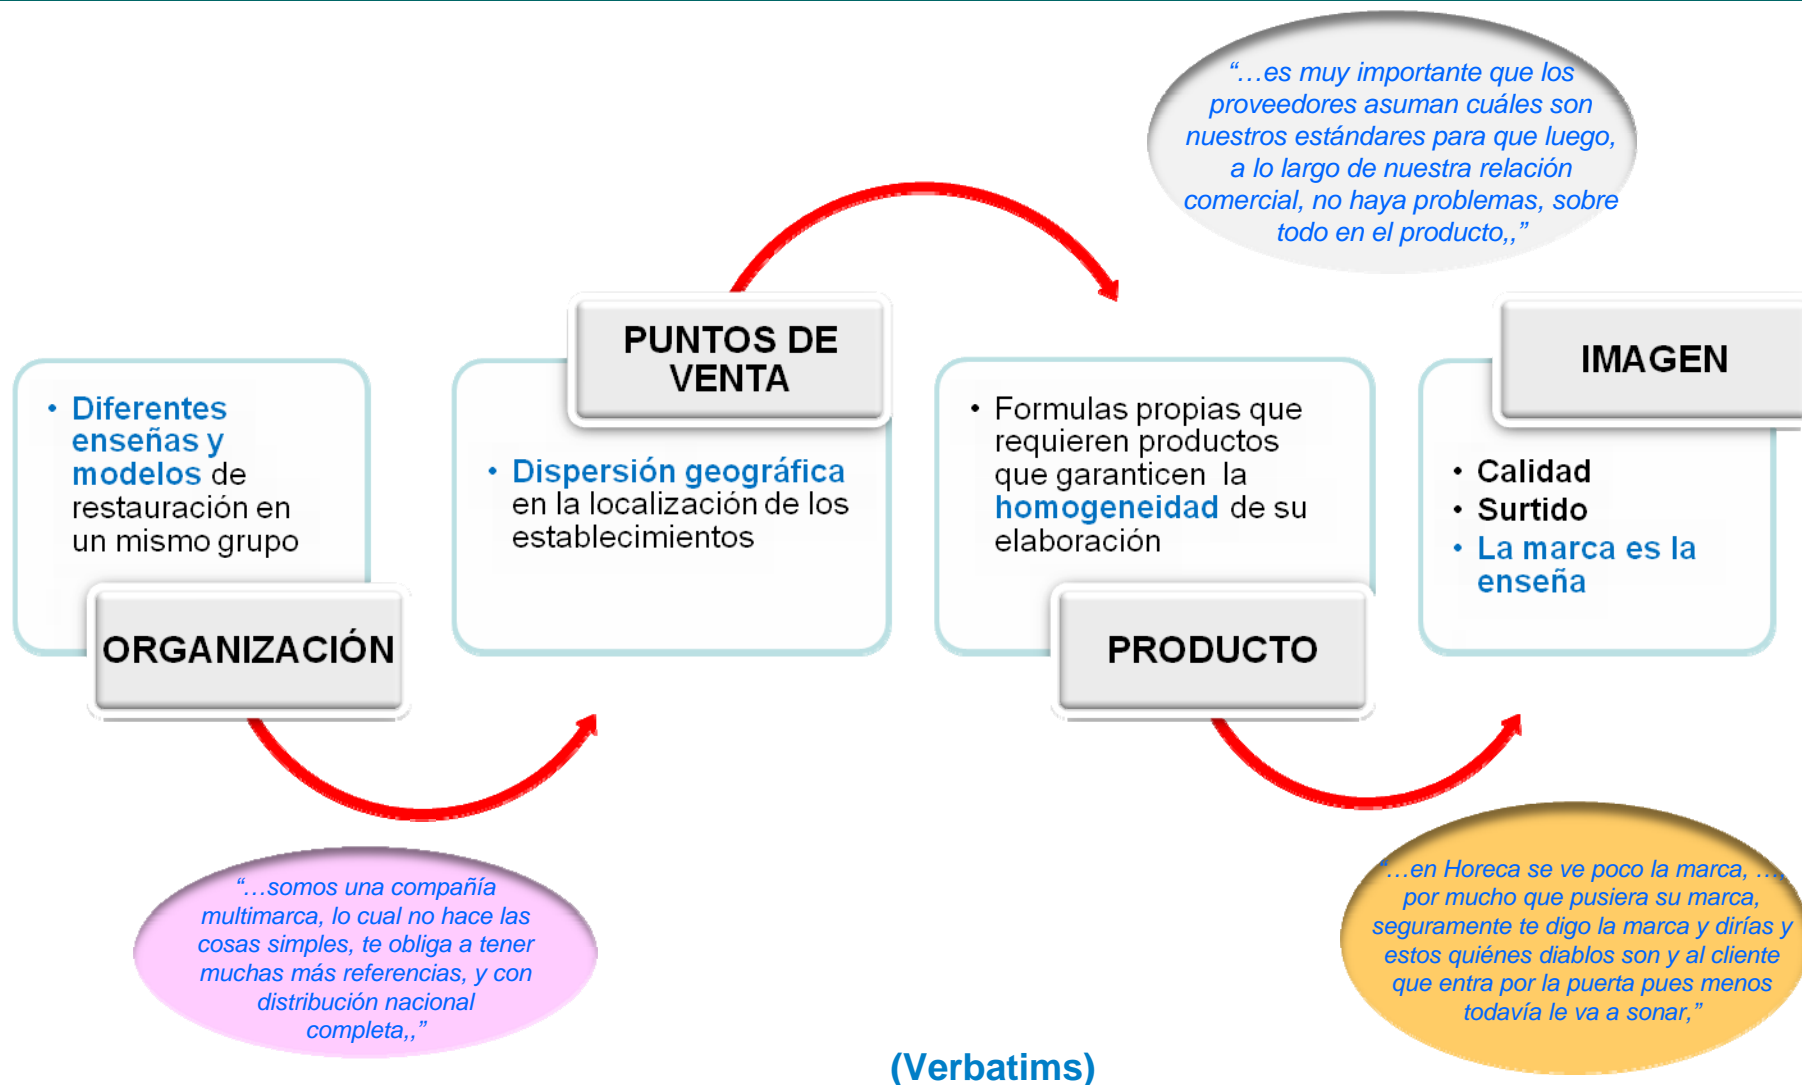 “…es muy importante que los
proveedores asuman cuáles son
nuestros estándares para que luego,
a lo largo de nuestra relación
comercial, no haya problemas, sobre
todo en el producto,,”
• Diferentes
enseñas y
modelos de
restauración en
un mismo grupo
ORGANIZACIÓN
PUNTOS DE
VENTA
• Dispersión geográfica
en la localización de los
establecimientos
• Formulas propias que
requieren productos
que garanticen la
homogeneidad de su
elaboración
PRODUCTO
IMAGEN
• Calidad
• Surtido
• La marca es la
enseña
“…somos una compañía
multimarca, lo cual no hace las
cosas simples, te obliga a tener
muchas más referencias, y con
distribución nacional
completa,,”
“…en Horeca se ve poco la marca, …,
por mucho que pusiera su marca,
seguramente te digo la marca y dirías y
estos quiénes diablos son y al cliente
que entra por la puerta pues menos
todavía le va a sonar,”
(Verbatims)